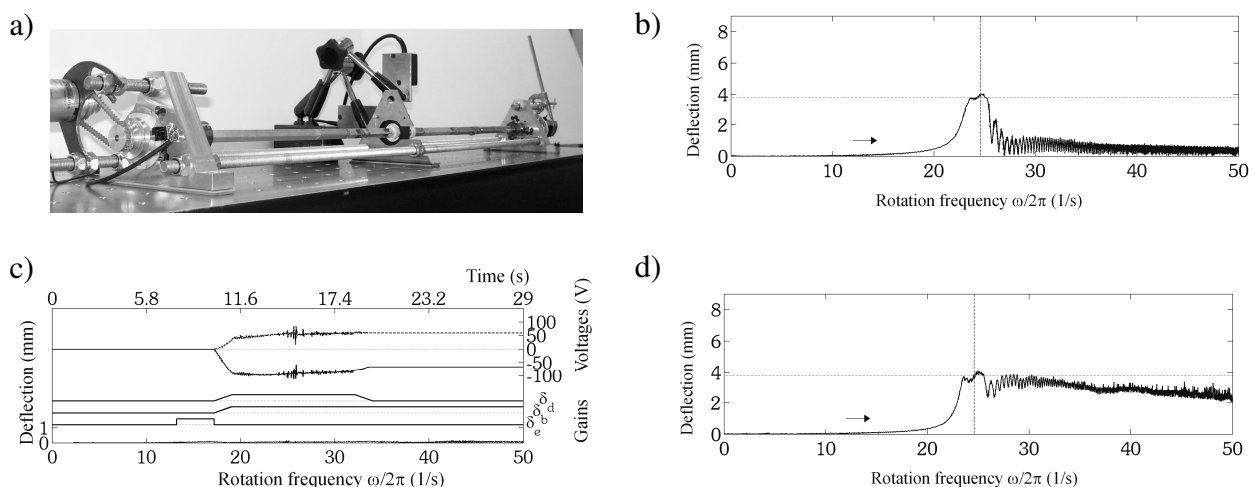 a)
b)
Deflection (mm)
8
6
4
2
0
0 10 20 30 40 50
Rotation frequency ω/2π (1/s)
c)
Time (s)
0 5.8 11.6 17.4 23.2 29
Deflection (mm)
1
0
100
50
0
-50
-100
Voltages (V)
δd
δb
δe
Gains
0 10 20 30 40 50
Rotation frequency ω/2π (1/s)
d)
Deflection (mm)
8
6
4
2
0
0 10 20 30 40 50
Rotation frequency ω/2π (1/s)